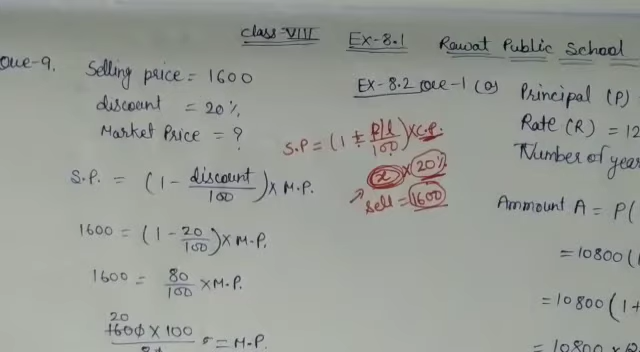 Class-VIII Ex-8.1 Rawat Public School
Que-9. Selling price = 1600
discount = 20%
Market Price = ?
S.P. = (1 - discount/100) × M.P.
1600 = (1 - 20/100) × M.P.
1600 = 80/100 × M.P.
20
1600 × 100
= M.P.
S.P = (1 ± P/L/100) × C.P.
x × 20%
Sell = 1600
Ex-8.2 Que-1 (a) Principal (P)
Rate (R) = 12
Number of year
Ammount A = P(
= 10800 (1
= 10800 (1+
= 10800 ×